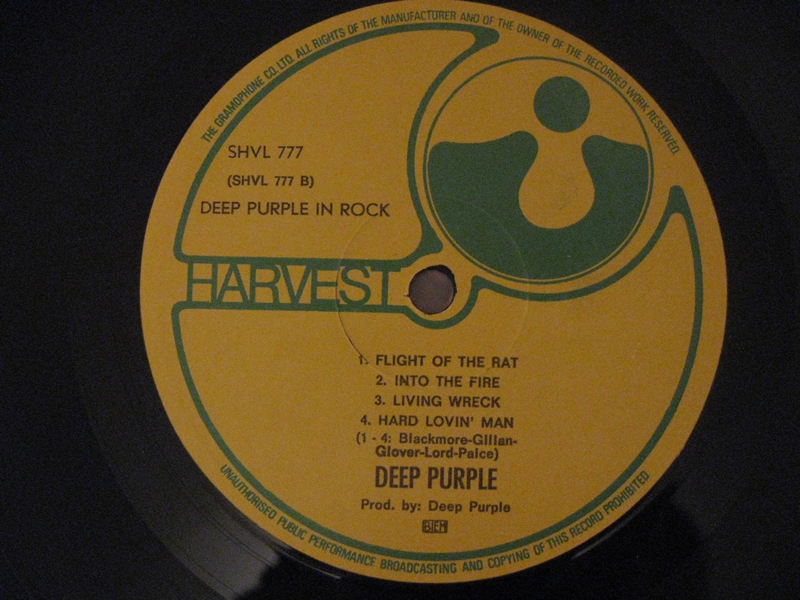 THE GRAMOPHONE CO. LTD. ALL RIGHTS OF THE MANUFACTURER AND OF THE OWNER OF THE RECORDED WORK RESERVED.
SHVL 777
(SHVL 777 B)
DEEP PURPLE IN ROCK
HARVEST
1. FLIGHT OF THE RAT
2. INTO THE FIRE
3. LIVING WRECK
4. HARD LOVIN' MAN
(1 - 4: Blackmore-Gillan-
Glover-Lord-Paice)
DEEP PURPLE
Prod. by: Deep Purple
BIEM
UNAUTHORISED PUBLIC PERFORMANCE BROADCASTING AND COPYING OF THIS RECORD PROHIBITED